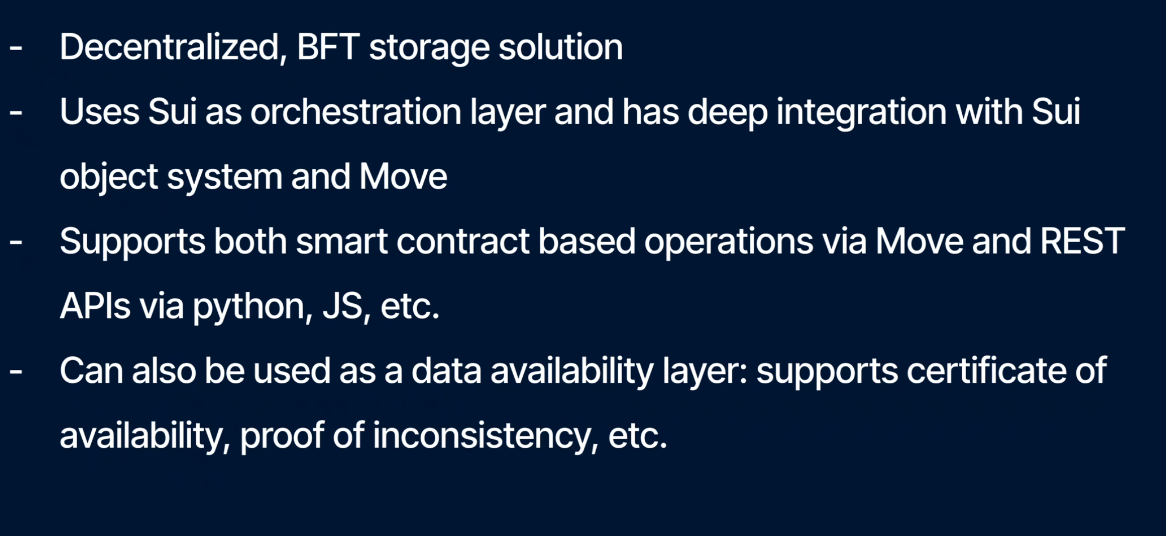 - Decentralized, BFT storage solution
- Uses Sui as orchestration layer and has deep integration with Sui
object system and Move
- Supports both smart contract based operations via Move and REST
APIs via python, JS, etc.
- Can also be used as a data availability layer: supports certificate of
availability, proof of inconsistency, etc.